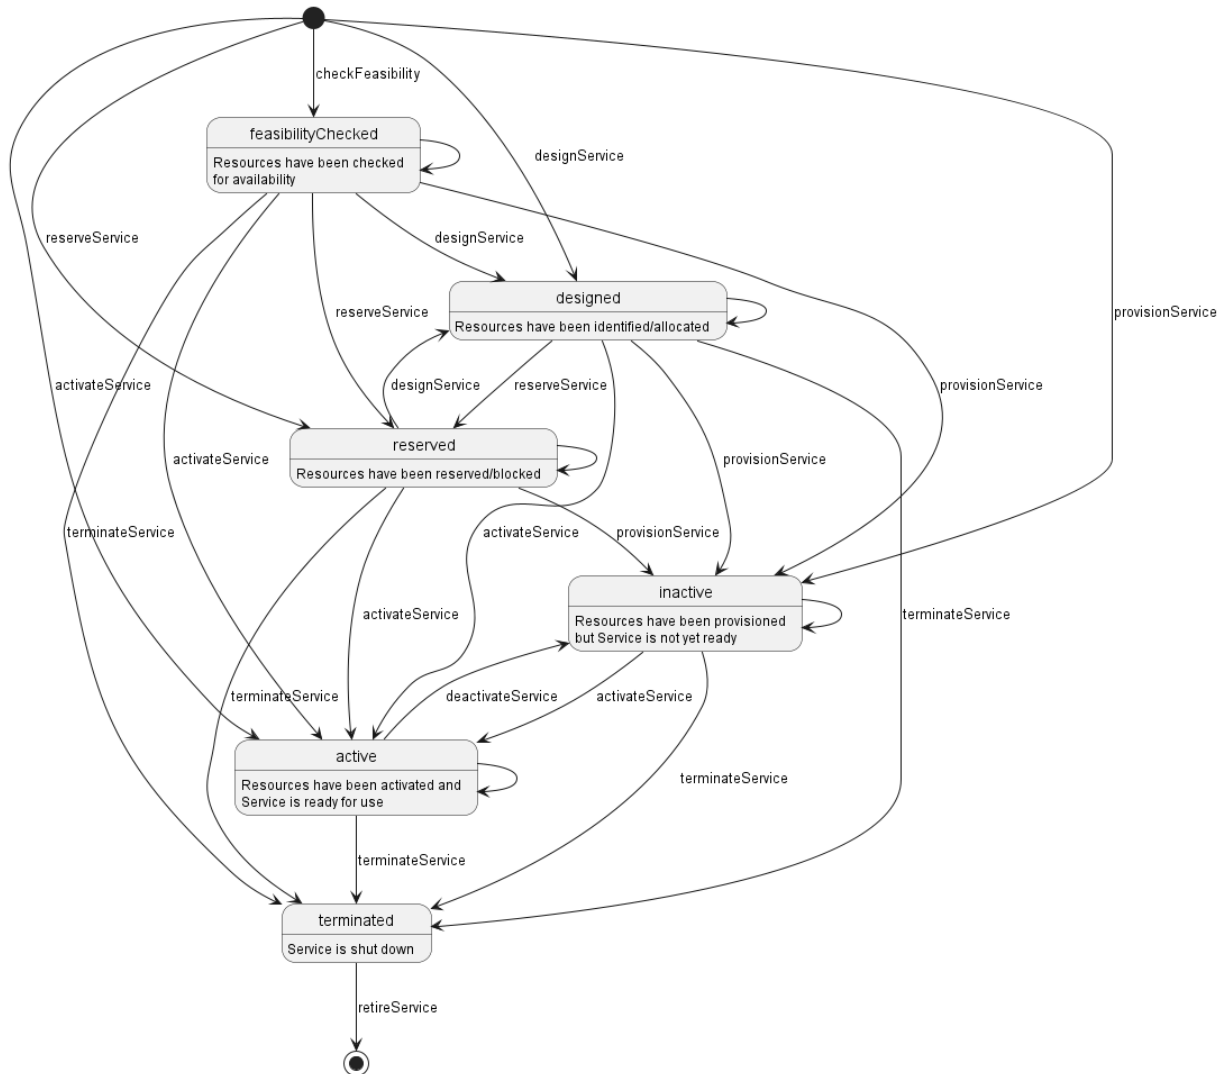 checkFeasibility
feasibilityChecked
Resources have been checked
for availability
designService
reserveService
designService
reserveService
provisionService
designed
Resources have been identified/allocated
activateService
designService
reserveService
provisionService
reserved
Resources have been reserved/blocked
activateService
provisionService
terminateService
activateService
provisionService
inactive
Resources have been provisioned
but Service is not yet ready
activateService
terminateService
terminateService
deactivateService
activateService
active
Resources have been activated and
Service is ready for use
terminateService
terminateService
terminated
Service is shut down
retireService